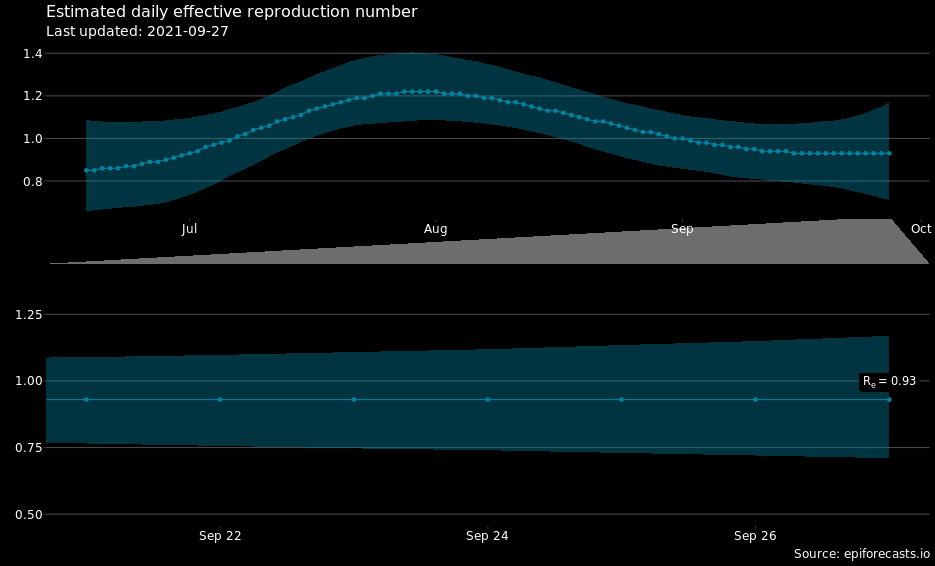 Estimated daily effective reproduction number
Last updated: 2021-09-27
1.4
1.2
1.0
0.8
Jul Aug Sep Oct
1.25
1.00
Re = 0.93
0.75
0.50
Sep 22 Sep 24 Sep 26
Source: epiforecasts.io